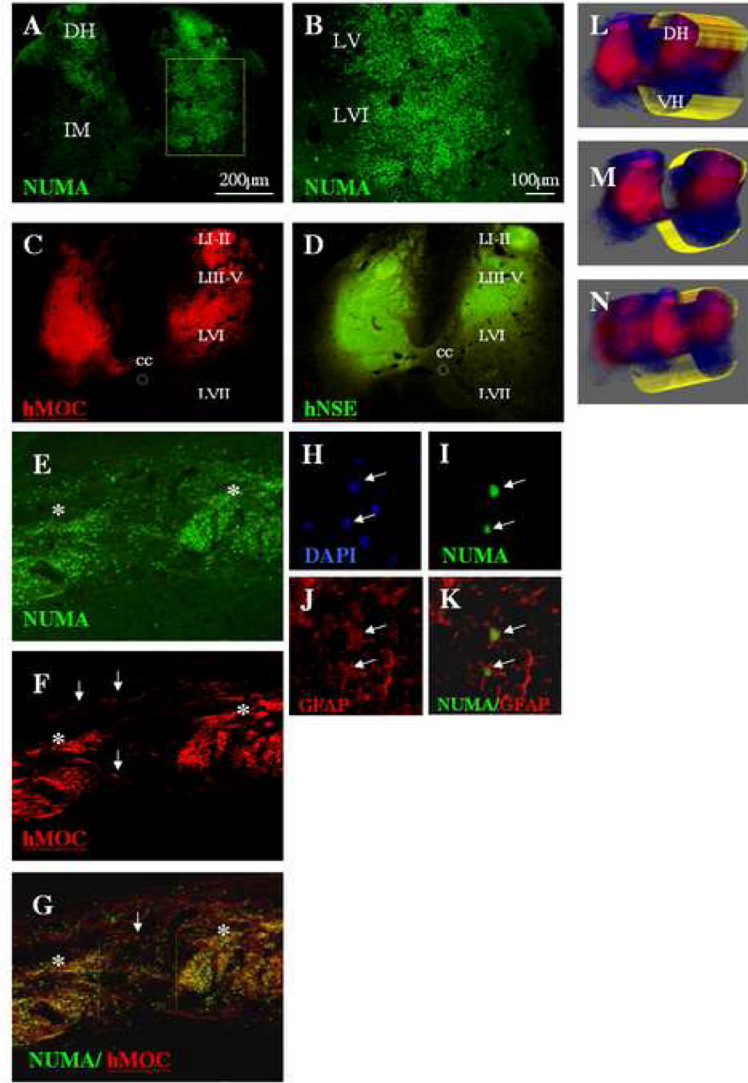 A
DH
IM
NUMA
200µm
B
LV
LVI
NUMA
100µm
L
DH
VH
M
N
C
LI-II
LIII-V
LVI
cc
LVII
hMOC
D
LI-II
LIII-V
LVI
cc
LVII
hNSE
E
*
*
NUMA
H
DAPI
I
NUMA
J
GFAP
K
NUMA/GFAP
F
*
*
hMOC
G
*
*
NUMA/ hMOC